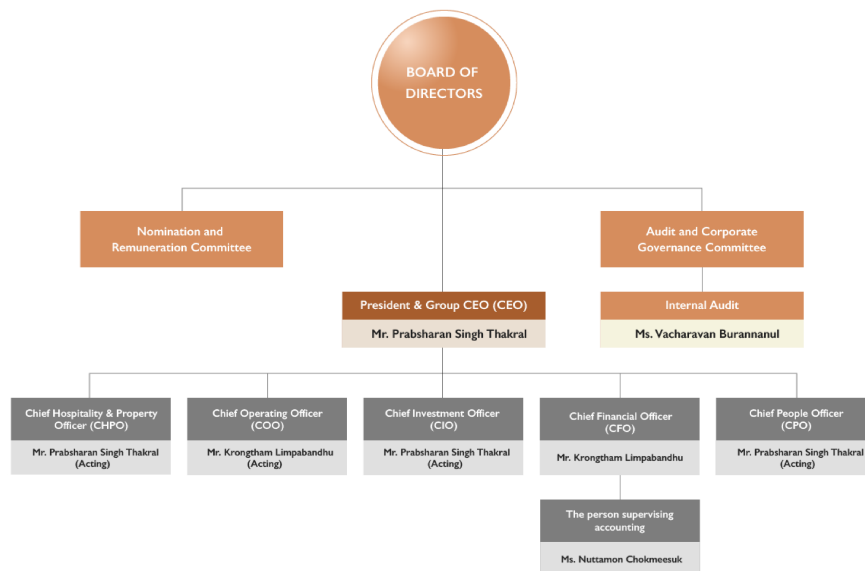 BOARD OF
DIRECTORS
Nomination and
Remuneration Committee
Audit and Corporate
Governance Committee
President & Group CEO (CEO)
Mr. Prabsharan Singh Thakral
Internal Audit
Ms. Vacharavan Burannanul
Chief Hospitality & Property
Officer (CHPO)
Mr. Prabsharan Singh Thakral
(Acting)
Chief Operating Officer
(COO)
Mr. Krongtham Limpabandhu
(Acting)
Chief Investment Officer
(CIO)
Mr. Prabsharan Singh Thakral
(Acting)
Chief Financial Officer
(CFO)
Mr. Krongtham Limpabandhu
Chief People Officer
(CPO)
Mr. Prabsharan Singh Thakral
(Acting)
The person supervising
accounting
Ms. Nuttamon Chokmeesuk